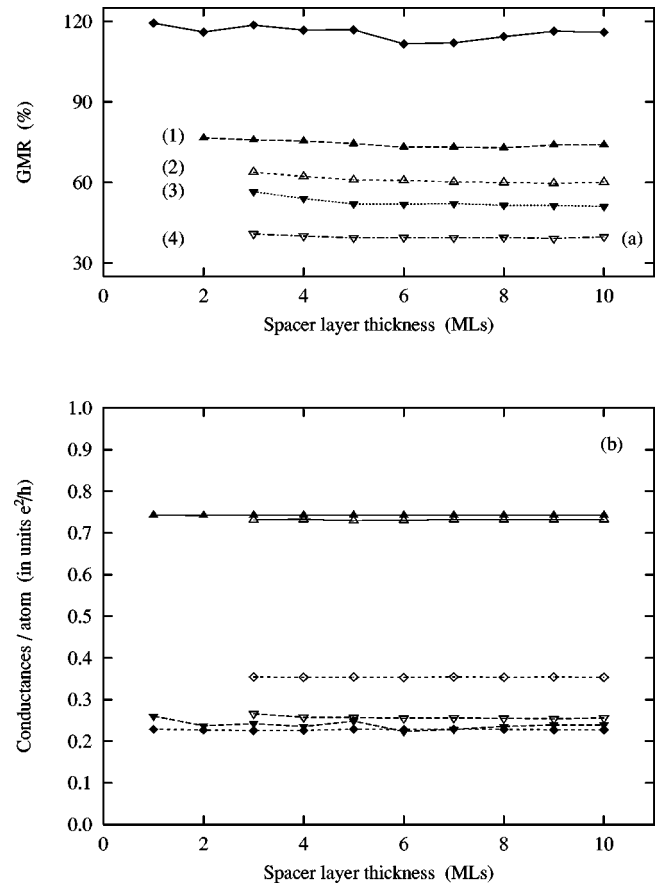 120
90
60
30
GMR (%)
(1)
(2)
(3)
(4)
(a)
0 2 4 6 8 10
Spacer layer thickness (MLs)
1.0
0.9
0.8
0.7
0.6
0.5
0.4
0.3
0.2
0.1
0.0
Conductances / atom (in units e²/h)
(b)
0 2 4 6 8 10
Spacer layer thickness (MLs)